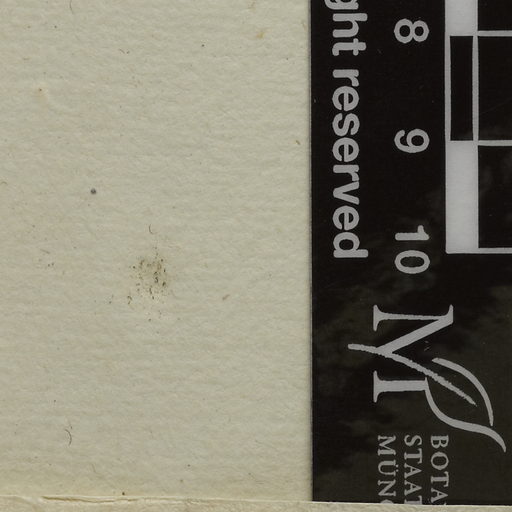 ght reserved
8
9
10
M
BOTA
STAAT
MÜN